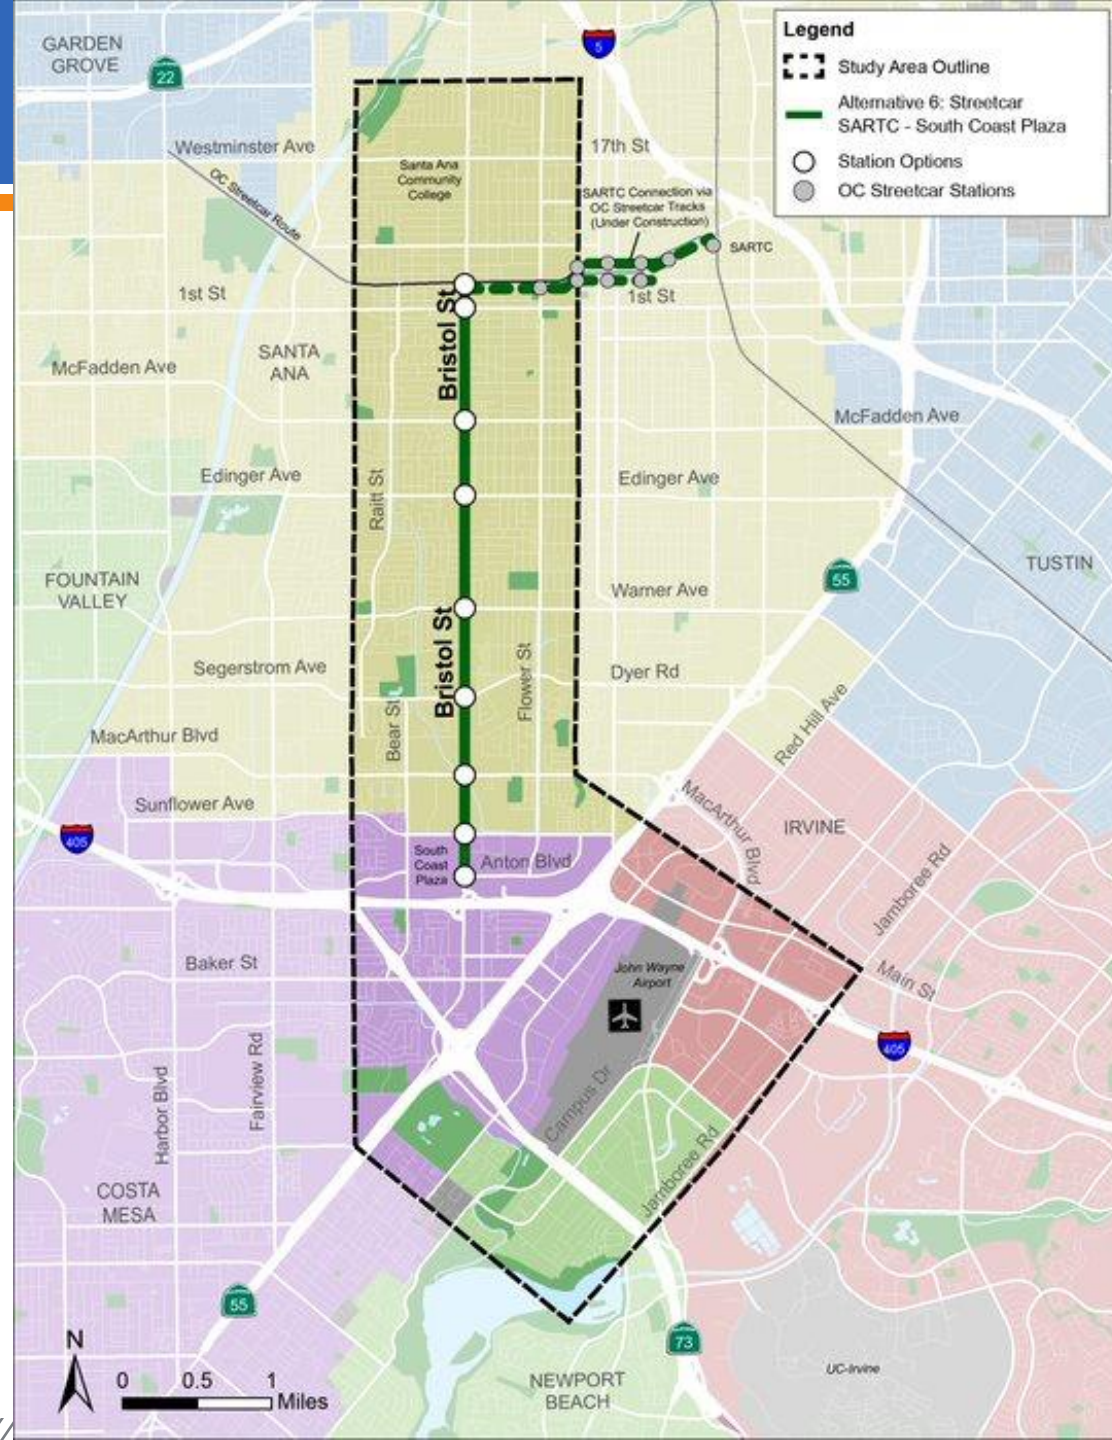 GARDEN
GROVE
22
5
Legend
Study Area Outline
Alternative 6: Streetcar
SARTC - South Coast Plaza
Station Options
OC Streetcar Stations
Westminster Ave
17th St
OC Streetcar Route
Santa Ana
Community
College
SARTC Connection via
OC Streetcar Tracks
(Under Construction)
SARTC
1st St
1st St
Bristol St
SANTA
ANA
McFadden Ave
McFadden Ave
Edinger Ave
Raitt St
Edinger Ave
FOUNTAIN
VALLEY
Warner Ave
55
TUSTIN
Bristol St
Segerstrom Ave
Flower St
Dyer Rd
Bear St
Red Hill Ave
MacArthur Blvd
Sunflower Ave
MacArthur Blvd
IRVINE
405
South
Coast
Plaza
Anton Blvd
Jamboree Rd
Baker St
John Wayne
Airport
Main St
405
Harbor Blvd
Fairview Rd
Campus Dr
Jamboree Rd
COSTA
MESA
55
73
N
0 0.5 1
Miles
NEWPORT
BEACH
UC-Irvine